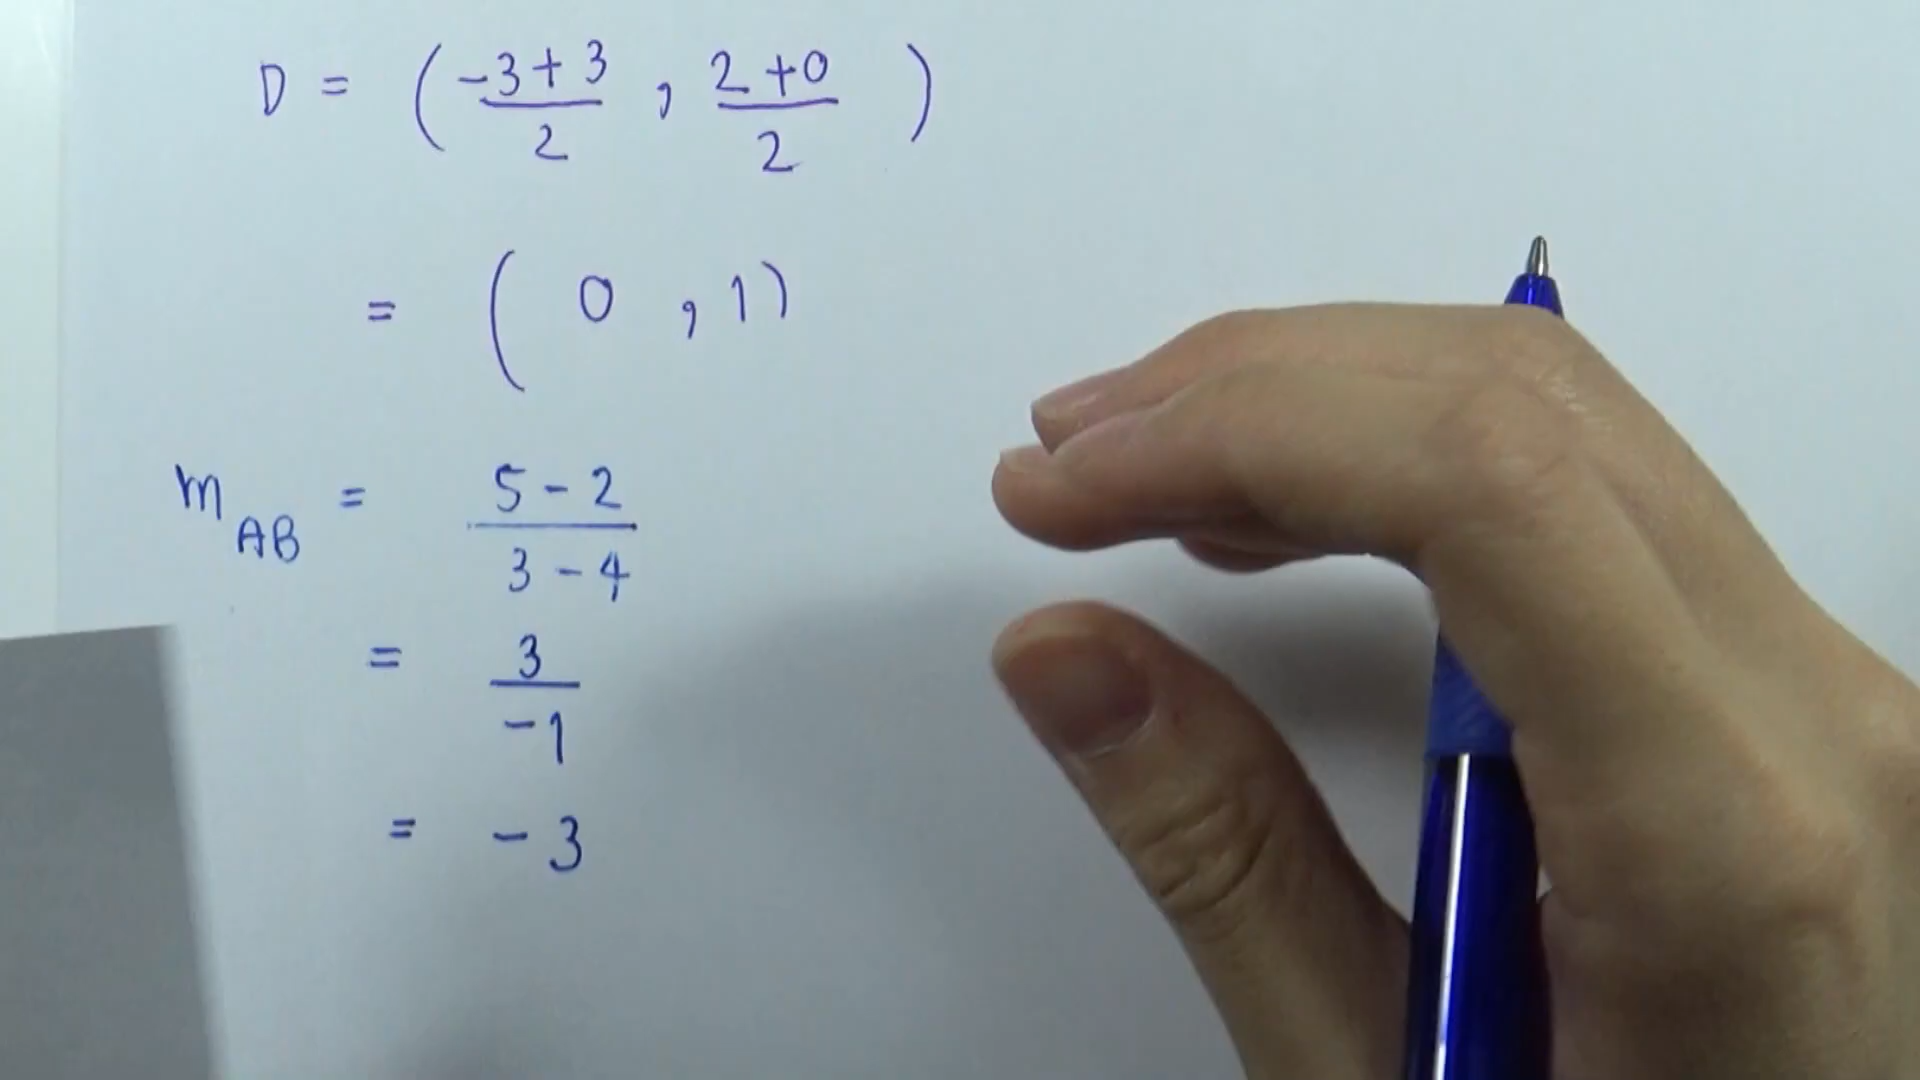 D = (-3+3/2, 2+0/2)
= (0, 1)
m_AB = 5-2/3-4
= 3/-1
= -3